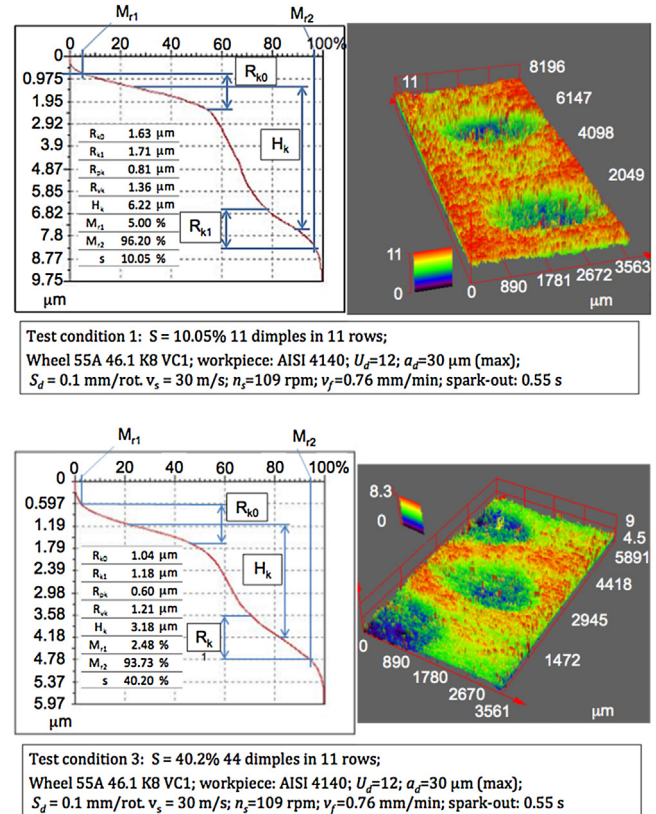 Mr1
Mr2
0 20 40 60 80 100%
0
0.975
1.95
2.92
3.9
4.87
5.85
6.82
7.8
8.77
9.75
μm
Rk0
Hk
Rk1
Rk0 1.63 μm
Rk1 1.71 μm
Rpk 0.81 μm
Rvk 1.36 μm
Hk 6.22 μm
Mr1 5.00 %
Mr2 96.20 %
s 10.05 %
11
8196
6147
4098
2049
11
0
0 890 1781 2672 3563
μm
Test condition 1: S = 10.05% 11 dimples in 11 rows;
Wheel 55A 46.1 K8 VC1; workpiece: AISI 4140; Ud=12; ad=30 μm (max);
Sd = 0.1 mm/rot. vs = 30 m/s; ns=109 rpm; vf=0.76 mm/min; spark-out: 0.55 s
Mr1
Mr2
0 20 40 60 80 100%
0
0.597
1.19
1.79
2.39
2.98
3.58
4.18
4.78
5.37
5.97
μm
Rk0
Hk
Rk
1
Rk0 1.04 μm
Rk1 1.18 μm
Rpk 0.60 μm
Rvk 1.21 μm
Hk 3.18 μm
Mr1 2.48 %
Mr2 93.73 %
s 40.20 %
8.3
0
9
4.5
5891
4418
2945
1472
0
890
1780
2670
3561
μm
Test condition 3: S = 40.2% 44 dimples in 11 rows;
Wheel 55A 46.1 K8 VC1; workpiece: AISI 4140; Ud=12; ad=30 μm (max);
Sd = 0.1 mm/rot. vs = 30 m/s; ns=109 rpm; vf=0.76 mm/min; spark-out: 0.55 s